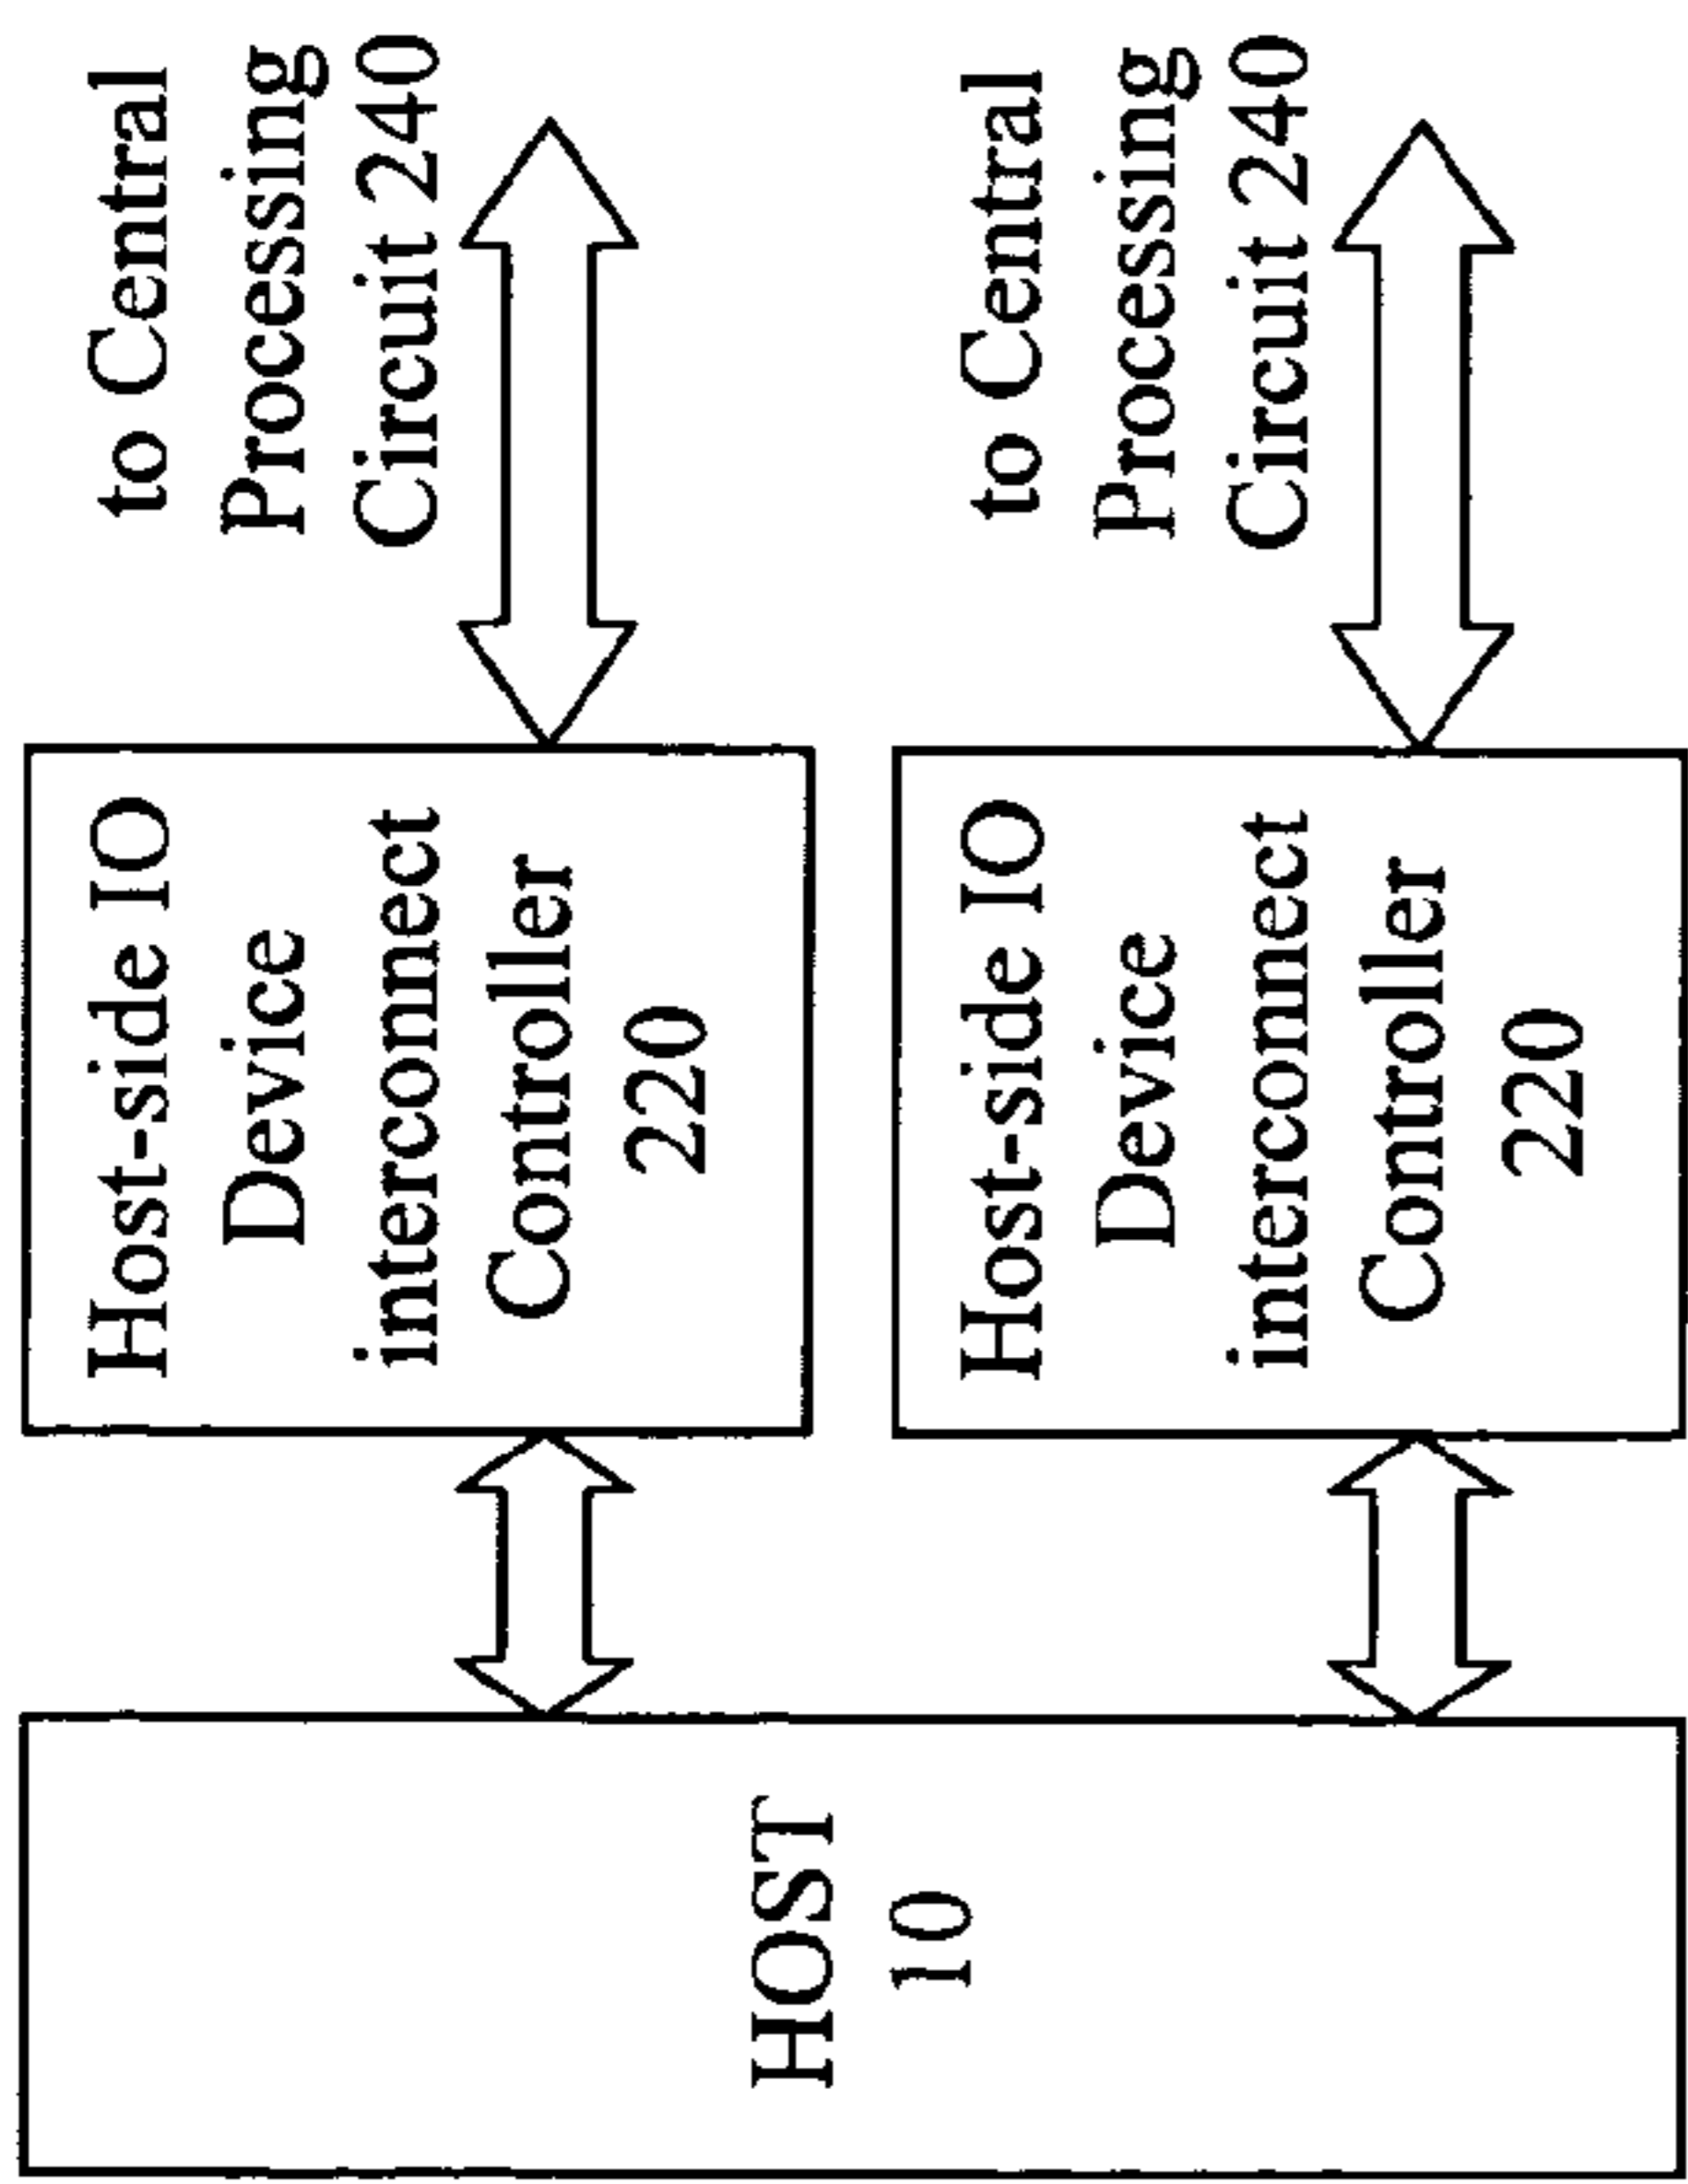 HOST
10
Host-side IO
Device
interconnect
Controller
220
to Central
Processing
Circuit 240
Host-side IO
Device
interconnect
Controller
220
to Central
Processing
Circuit 240